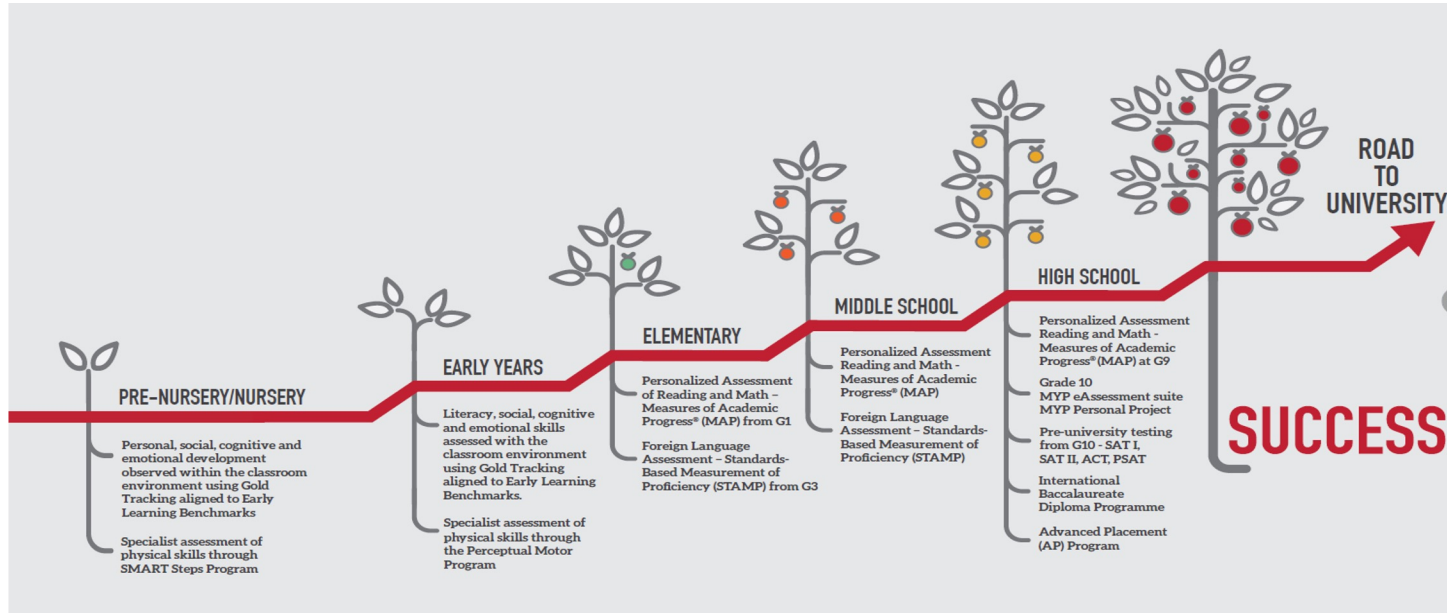 PRE-NURSERY/NURSERY
Personal, social, cognitive and
emotional development
observed within the classroom
environment using Gold
Tracking aligned to Early
Learning Benchmarks
Specialist assessment of
physical skills through
SMART Steps Program
EARLY YEARS
Literacy, social, cognitive
and emotional skills
assessed with the
classroom environment
using Gold Tracking
aligned to Early Learning
Benchmarks.
Specialist assessment of
physical skills through
the Perceptual Motor
Program
ELEMENTARY
Personalized Assessment
of Reading and Math –
Measures of Academic
Progress® (MAP) from G1
Foreign Language
Assessment – Standards-
Based Measurement of
Proficiency (STAMP) from G3
MIDDLE SCHOOL
Personalized Assessment
Reading and Math -
Measures of Academic
Progress® (MAP)
Foreign Language
Assessment – Standards-
Based Measurement of
Proficiency (STAMP)
HIGH SCHOOL
Personalized Assessment
Reading and Math -
Measures of Academic
Progress® (MAP) at G9
Grade 10
MYP eAssessment suite
MYP Personal Project
Pre-university testing
from G10 - SAT I,
SAT II, ACT, PSAT
International
Baccalaureate
Diploma Programme
Advanced Placement
(AP) Program
ROAD
TO
UNIVERSITY
SUCCESS